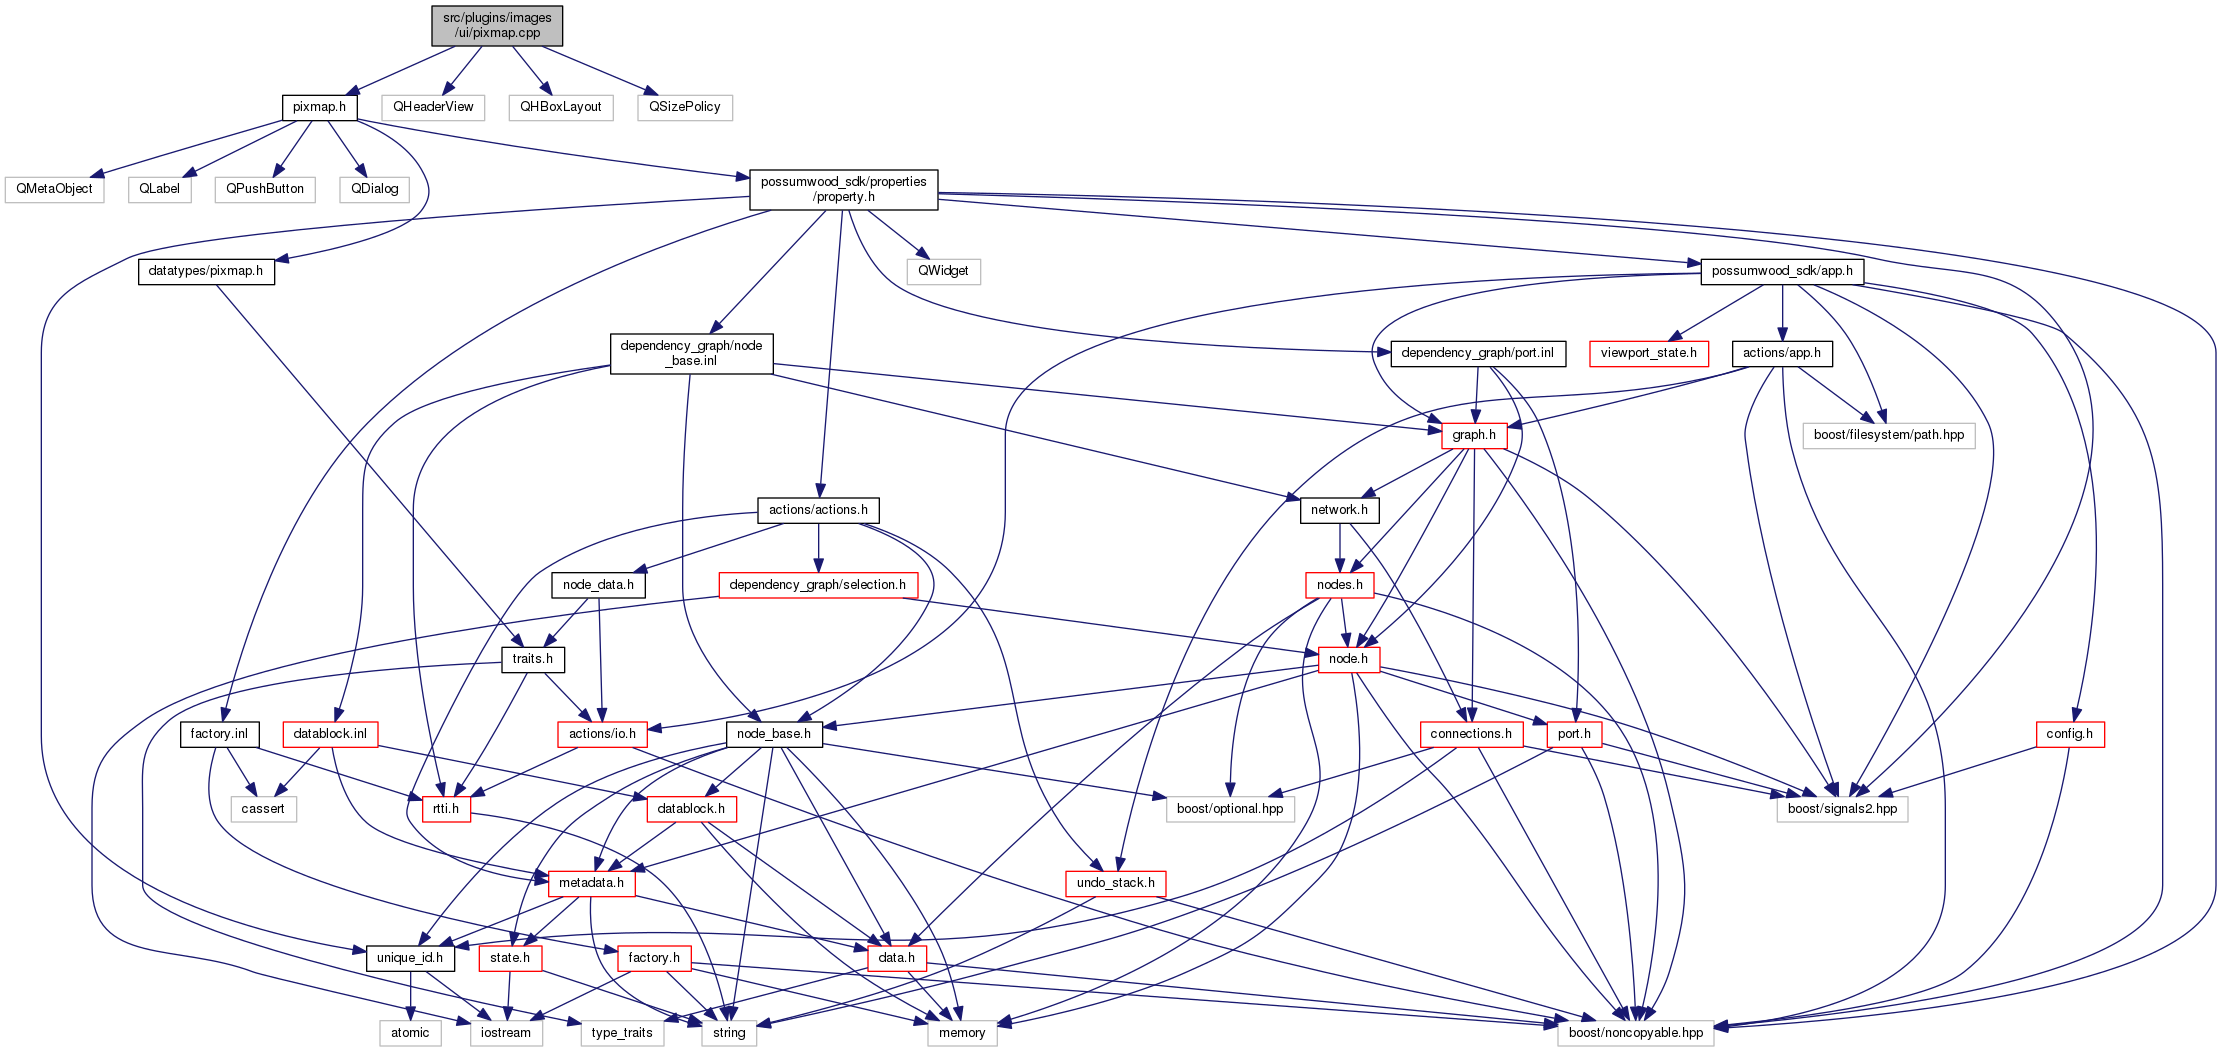 src/plugins/images
/ui/pixmap.cpp
pixmap.h
QHeaderView
QHBoxLayout
QSizePolicy
QMetaObject
QLabel
QPushButton
QDialog
possumwood_sdk/properties
/property.h
datatypes/pixmap.h
QWidget
possumwood_sdk/app.h
dependency_graph/node
_base.inl
dependency_graph/port.inl
viewport_state.h
actions/app.h
graph.h
boost/filesystem/path.hpp
actions/actions.h
network.h
node_data.h
dependency_graph/selection.h
nodes.h
traits.h
node.h
factory.inl
datablock.inl
actions/io.h
node_base.h
connections.h
port.h
config.h
cassert
rtti.h
datablock.h
boost/optional.hpp
boost/signals2.hpp
metadata.h
undo_stack.h
unique_id.h
state.h
factory.h
data.h
atomic
iostream
type_traits
string
memory
boost/noncopyable.hpp